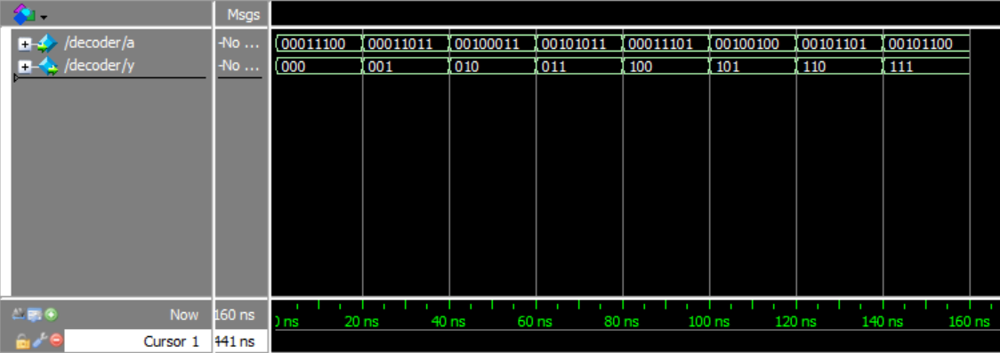 Msgs
/decoder/a -No ... 00011100 00011011 00100011 00101011 00011101 00100100 00101101 00101100
/decoder/y -No ... 000 001 010 011 100 101 110 111
Now 160 ns 20 ns 40 ns 60 ns 80 ns 100 ns 120 ns 140 ns 160 ns
Cursor 1 441 ns